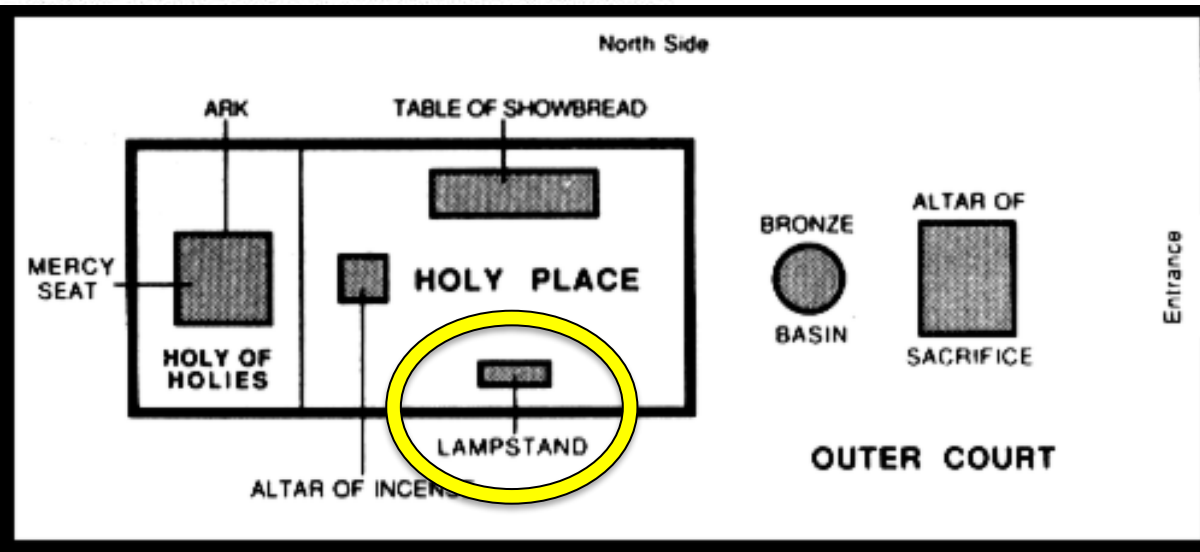 North Side
ARK
TABLE OF SHOWBREAD
ALTAR OF
BRONZE
MERCY
SEAT
HOLY PLACE
Entrance
BASIN
SACRIFICE
HOLY OF
HOLIES
LAMPSTAND
OUTER COURT
ALTAR OF INCENSE